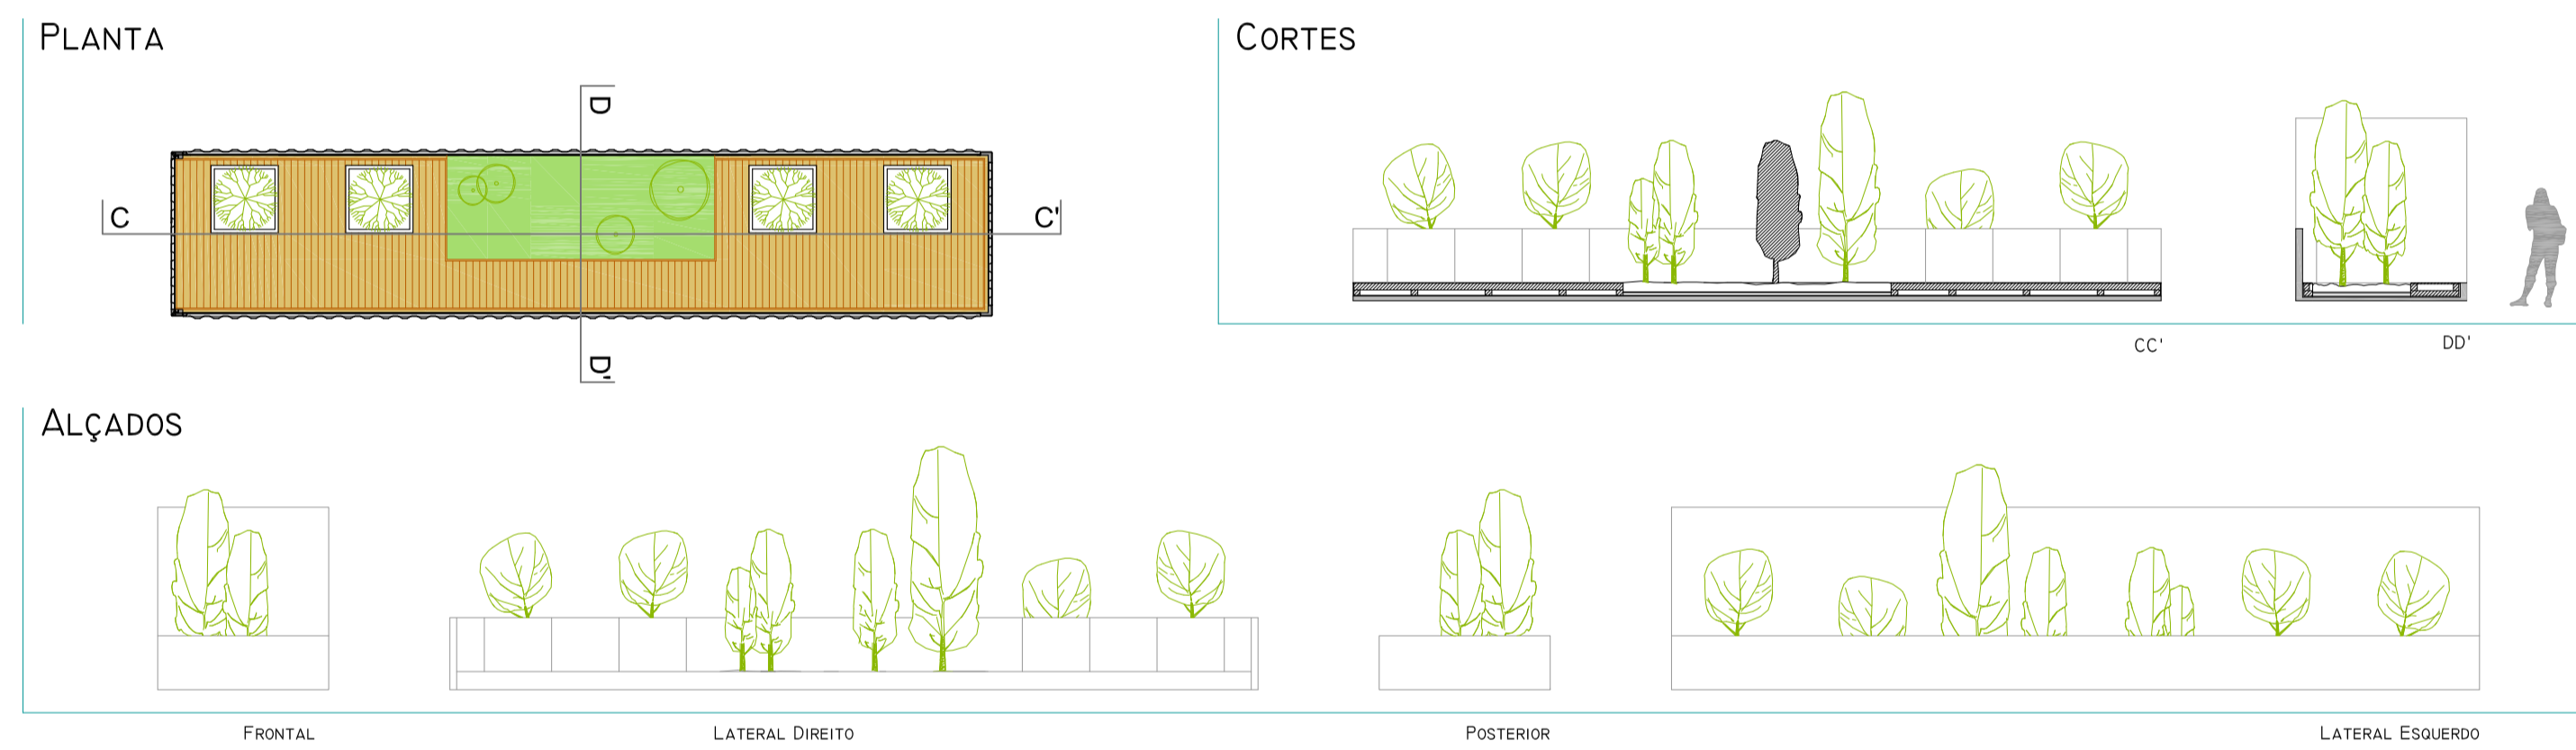 PLANTA
CORTES
D
C
C'
D'
CC'
DD'
ALÇADOS
FRONTAL
LATERAL DIREITO
POSTERIOR
LATERAL ESQUERDO